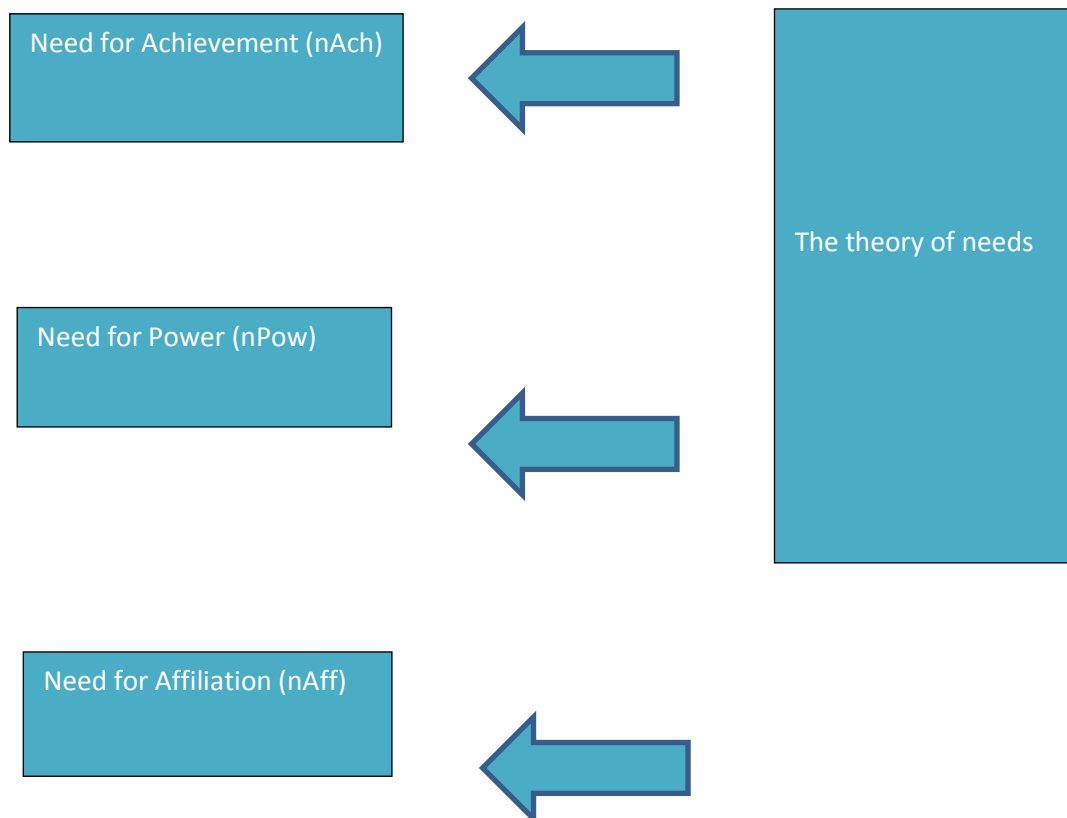 Need for Achievement (nAch)
The theory of needs
Need for Power (nPow)
Need for Affiliation (nAff)